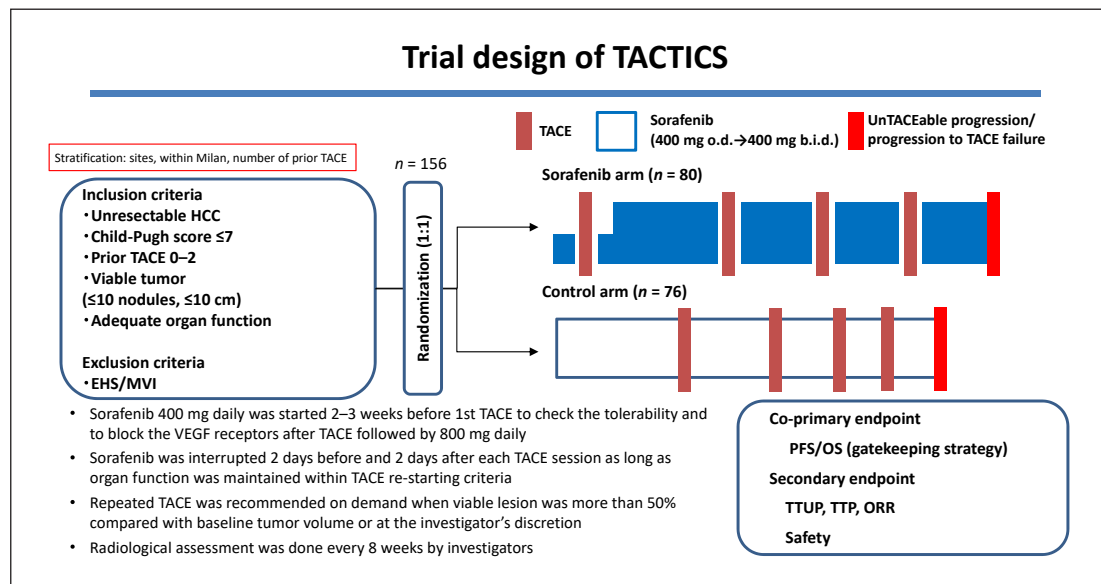 Trial design of TACTICS
TACE
Sorafenib
(400 mg o.d.→400 mg b.i.d.)
UnTACEable progression/
progression to TACE failure
Stratification: sites, within Milan, number of prior TACE
n = 156
Inclusion criteria
・Unresectable HCC
・Child-Pugh score ≤7
・Prior TACE 0–2
・Viable tumor
(≤10 nodules, ≤10 cm)
・Adequate organ function
Exclusion criteria
・EHS/MVI
Randomization (1:1)
Sorafenib arm (n = 80)
Control arm (n = 76)
• Sorafenib 400 mg daily was started 2–3 weeks before 1st TACE to check the tolerability and
to block the VEGF receptors after TACE followed by 800 mg daily
• Sorafenib was interrupted 2 days before and 2 days after each TACE session as long as
organ function was maintained within TACE re-starting criteria
• Repeated TACE was recommended on demand when viable lesion was more than 50%
compared with baseline tumor volume or at the investigator's discretion
• Radiological assessment was done every 8 weeks by investigators
Co-primary endpoint
PFS/OS (gatekeeping strategy)
Secondary endpoint
TTUP, TTP, ORR
Safety